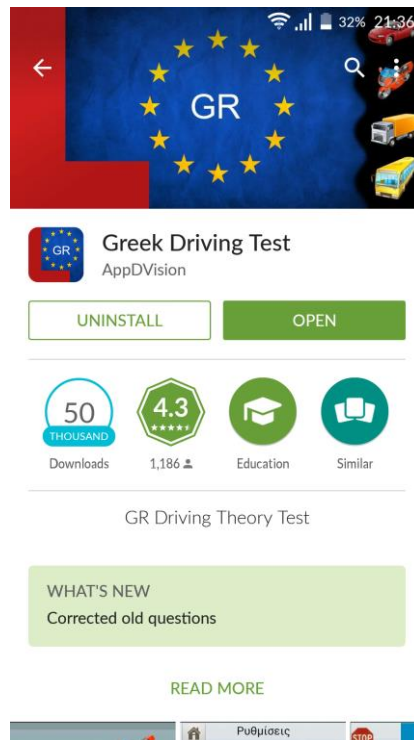 32% 21:36
GR
GR
Greek Driving Test
AppDVision
UNINSTALL
OPEN
50
THOUSAND
Downloads
4.3
1,186
Education
Similar
GR Driving Theory Test
WHAT'S NEW
Corrected old questions
READ MORE
Ρυθμίσεις
STOP